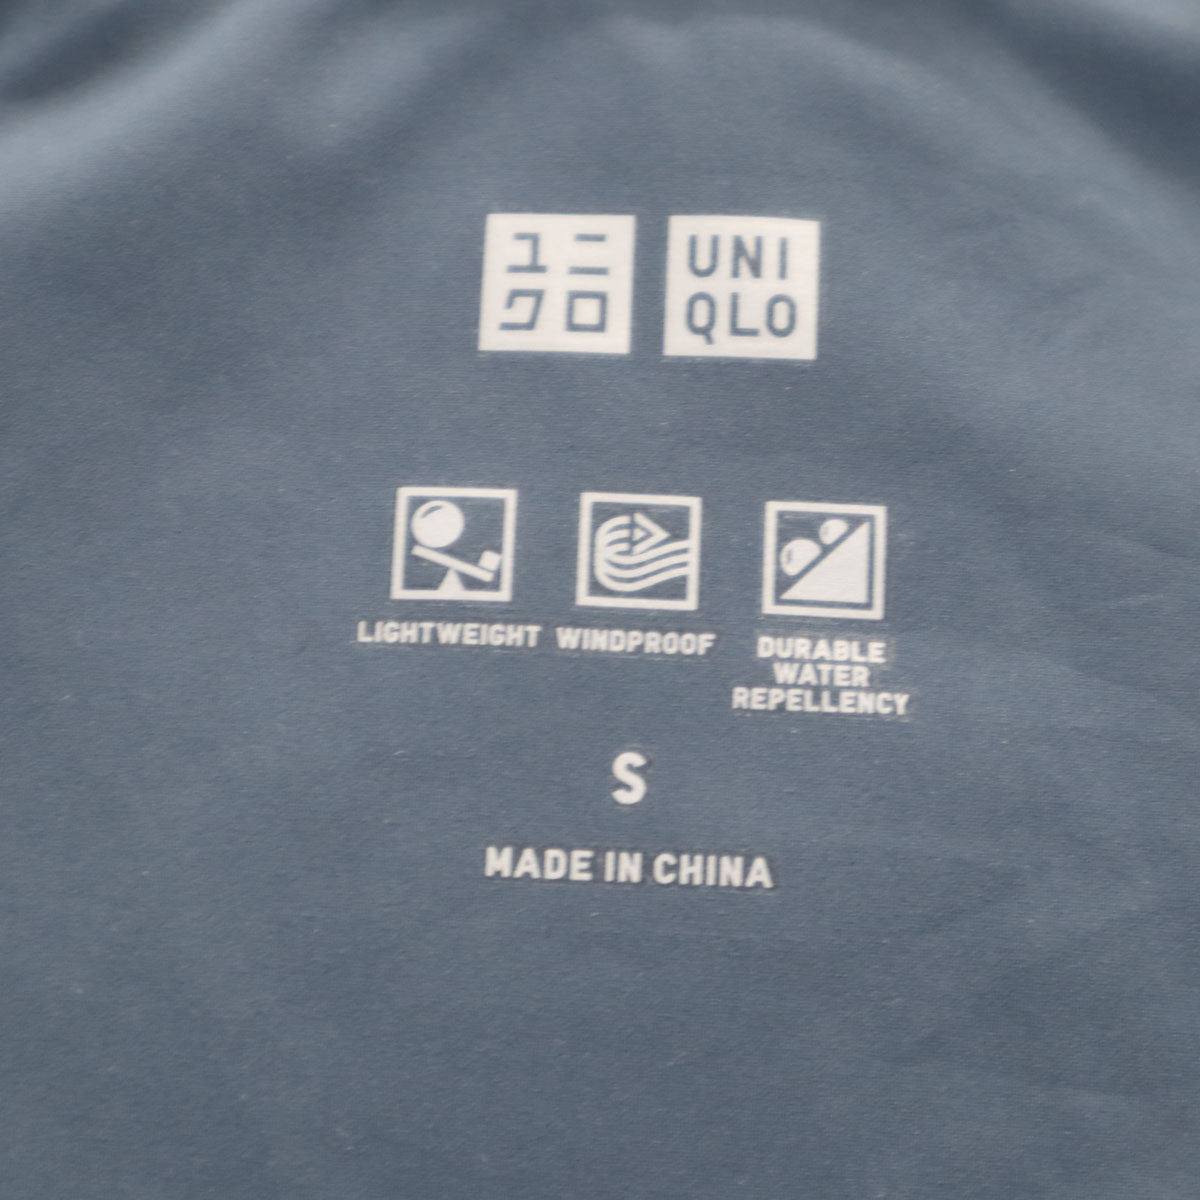 ユニ
クロ
UNI
QLO
LIGHTWEIGHT
WINDPROOF
DURABLE
WATER
REPELLENCY
S
MADE IN CHINA